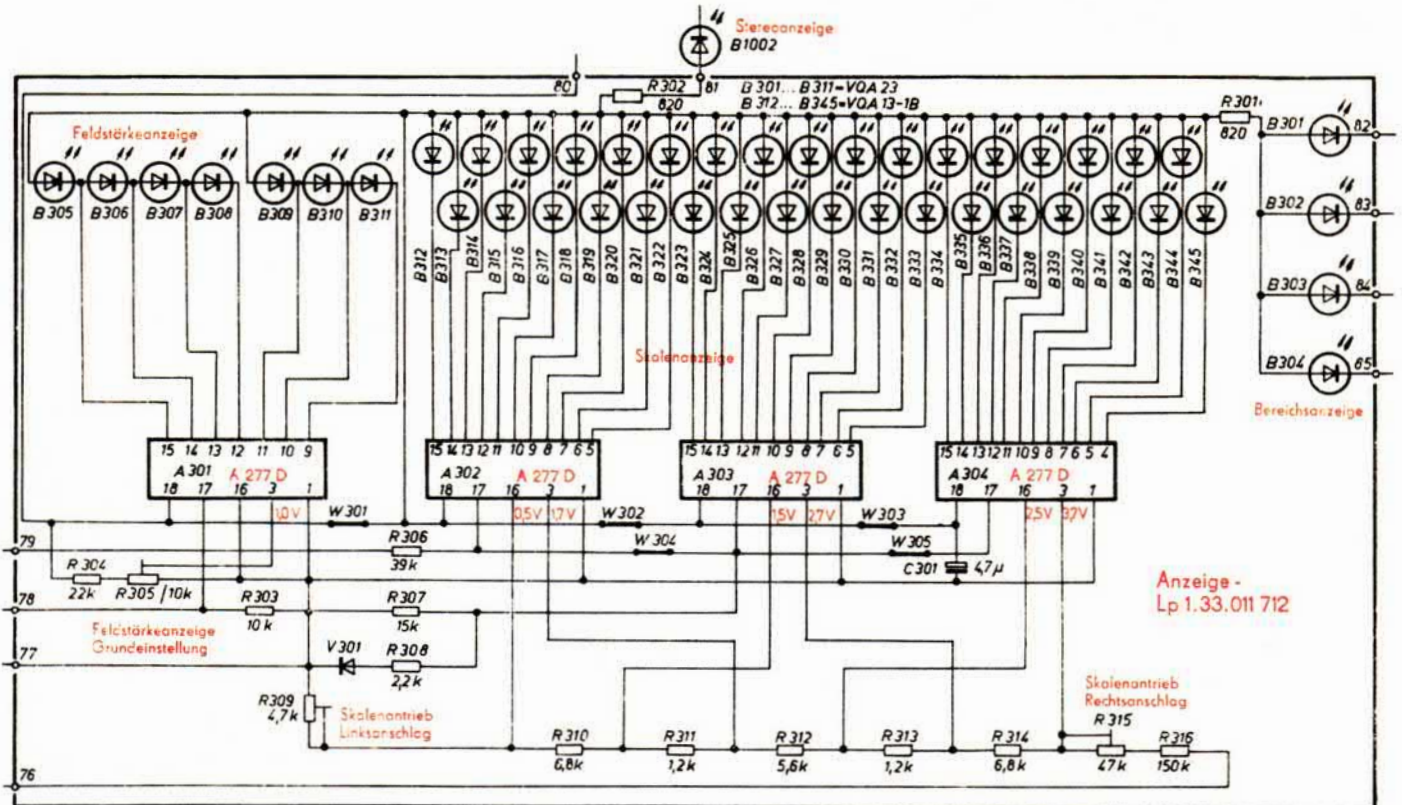 Stereoanzeige
B1002
80
R302
820
81
B301... B311=VQA 23
B312... B345=VQA 13-1B
R301
820
Feldstärkeanzeige
B305
B306
B307
B308
B309
B310
B311
B312
B313
B314
B315
B316
B317
B318
B319
B320
B321
B322
B323
B324
B325
B326
B327
B328
B329
B330
B331
B332
B333
B334
B335
B336
B337
B338
B339
B340
B341
B342
B343
B344
B345
B301
82
B302
83
B303
84
B304
85
Bereichsanzeige
Skalenanzeige
15 14 13 12 11 10 9
A301 A 277 D
18 17 16 3 1
1,0V
15 14 13 12 11 10 9 8 7 6 5
A302 A 277 D
18 17 16 3 1
0,5V 1,7V
15 14 13 12 11 10 9 8 7 6 5
A303 A 277 D
18 17 16 3 1
1,5V 2,7V
15 14 13 12 11 10 9 8 7 6 5 4
A304 A 277 D
18 17 16 3 1
2,5V 3,7V
W301
W302
W303
79
R306
39k
W304
W305
R304
22k
R305 /10k
C301
4,7µ
78
R303
10k
R307
15k
Feldstärkeanzeige
Grundeinstellung
77
V301
R308
2,2k
R309
4,7k
Skalenantrieb
Linksanschlag
R310
6,8k
R311
1,2k
R312
5,6k
R313
1,2k
R314
6,8k
Skalenantrieb
Rechtsanschlag
R315
47k
R316
150k
76
Anzeige -
Lp 1.33.011 712